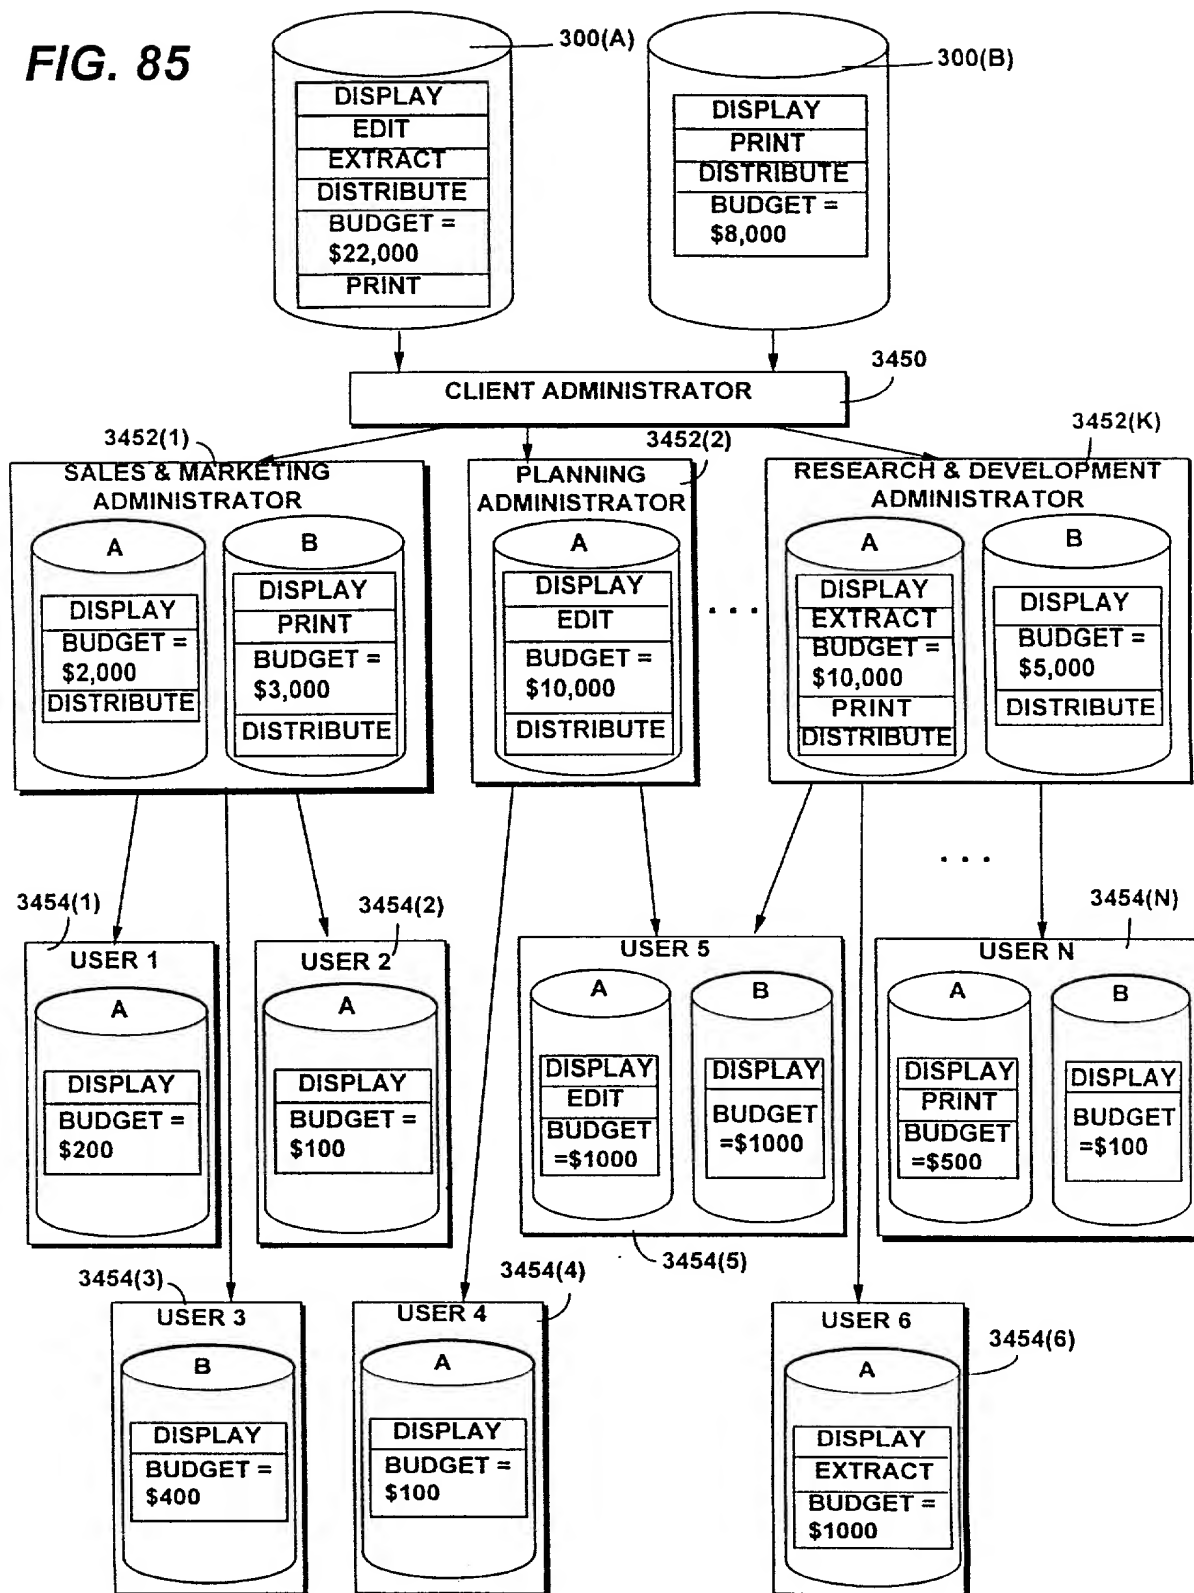 FIG. 85
300(A)
DISPLAY
EDIT
EXTRACT
DISTRIBUTE
BUDGET =
$22,000
PRINT
300(B)
DISPLAY
PRINT
DISTRIBUTE
BUDGET =
$8,000
CLIENT ADMINISTRATOR
3450
3452(1)
SALES & MARKETING
ADMINISTRATOR
A
DISPLAY
BUDGET =
$2,000
DISTRIBUTE
B
DISPLAY
PRINT
BUDGET =
$3,000
DISTRIBUTE
3452(2)
PLANNING
ADMINISTRATOR
A
DISPLAY
EDIT
BUDGET =
$10,000
DISTRIBUTE
. . .
3452(K)
RESEARCH & DEVELOPMENT
ADMINISTRATOR
A
DISPLAY
EXTRACT
BUDGET =
$10,000
PRINT
DISTRIBUTE
B
DISPLAY
BUDGET =
$5,000
DISTRIBUTE
. . .
3454(1)
USER 1
A
DISPLAY
BUDGET =
$200
3454(2)
USER 2
A
DISPLAY
BUDGET =
$100
USER 5
A
DISPLAY
EDIT
BUDGET
=$1000
B
DISPLAY
BUDGET
=$1000
3454(5)
3454(N)
USER N
A
DISPLAY
PRINT
BUDGET
=$500
B
DISPLAY
BUDGET
=$100
3454(3)
USER 3
B
DISPLAY
BUDGET =
$400
3454(4)
USER 4
A
DISPLAY
BUDGET =
$100
USER 6
3454(6)
A
DISPLAY
EXTRACT
BUDGET =
$1000